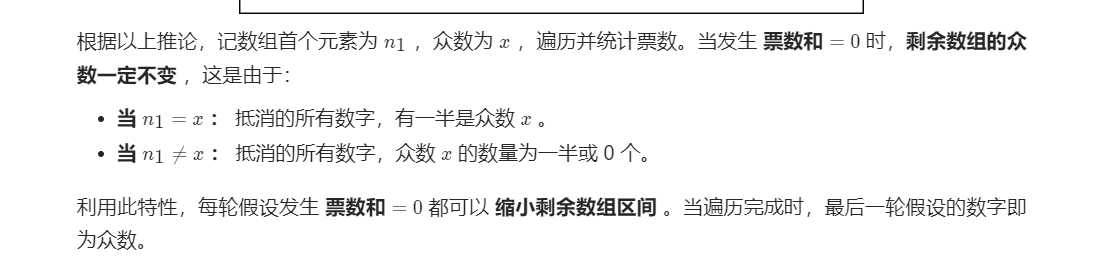 根据以上推论，记数组首个元素为 n1 ，众数为 x ，遍历并统计票数。当发生 票数和 = 0 时，剩余数组的众
数一定不变 ，这是由于：
• 当 n1 = x ： 抵消的所有数字，有一半是众数 x 。
• 当 n1 ≠ x ： 抵消的所有数字，众数 x 的数量为一半或 0 个。
利用此特性，每轮假设发生 票数和 = 0 都可以 缩小剩余数组区间 。当遍历完成时，最后一轮假设的数字即
为众数。